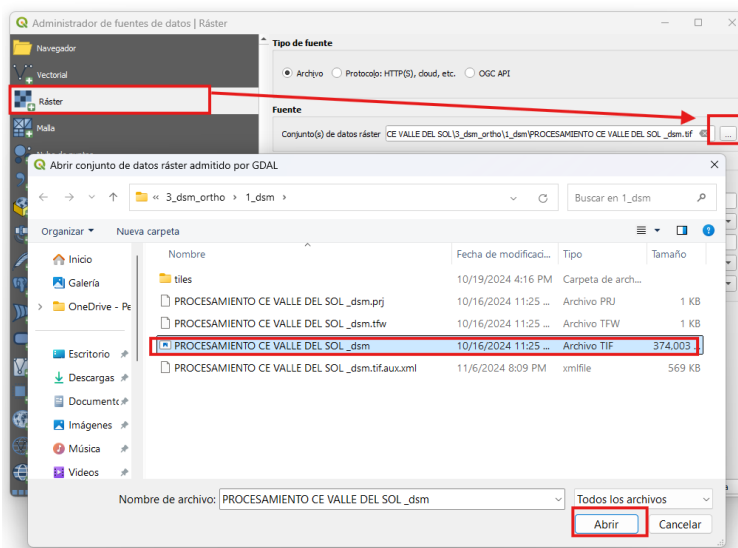 Administrador de fuentes de datos | Ráster
Navegador
Vectorial
Ráster
Malla
Tipo de fuente
Archivo Protocolo: HTTP(S), cloud, etc. OGC API
Fuente
Conjunto(s) de datos ráster CE VALLE DEL SOL\3_dsm_ortho\1_dsm\PROCESAMIENTO CE VALLE DEL SOL _dsm.tif ...
Abrir conjunto de datos ráster admitido por GDAL
« 3_dsm_ortho > 1_dsm > Buscar en 1_dsm
Organizar Nueva carpeta
Nombre Fecha de modificaci... Tipo Tamaño
Inicio
Galería
OneDrive - Pe
Escritorio
Descargas
Documentc
Imágenes
Música
Videos
tiles 10/19/2024 4:16 PM Carpeta de arch...
PROCESAMIENTO CE VALLE DEL SOL _dsm.prj 10/16/2024 11:25 ... Archivo PRJ 1 KB
PROCESAMIENTO CE VALLE DEL SOL _dsm.tfw 10/16/2024 11:25 ... Archivo TFW 1 KB
PROCESAMIENTO CE VALLE DEL SOL _dsm 10/16/2024 11:25 ... Archivo TIF 374,003 ...
PROCESAMIENTO CE VALLE DEL SOL _dsm.tif.aux.xml 11/6/2024 8:09 PM xmlfile 569 KB
Nombre de archivo: PROCESAMIENTO CE VALLE DEL SOL _dsm Todos los archivos
Abrir Cancelar